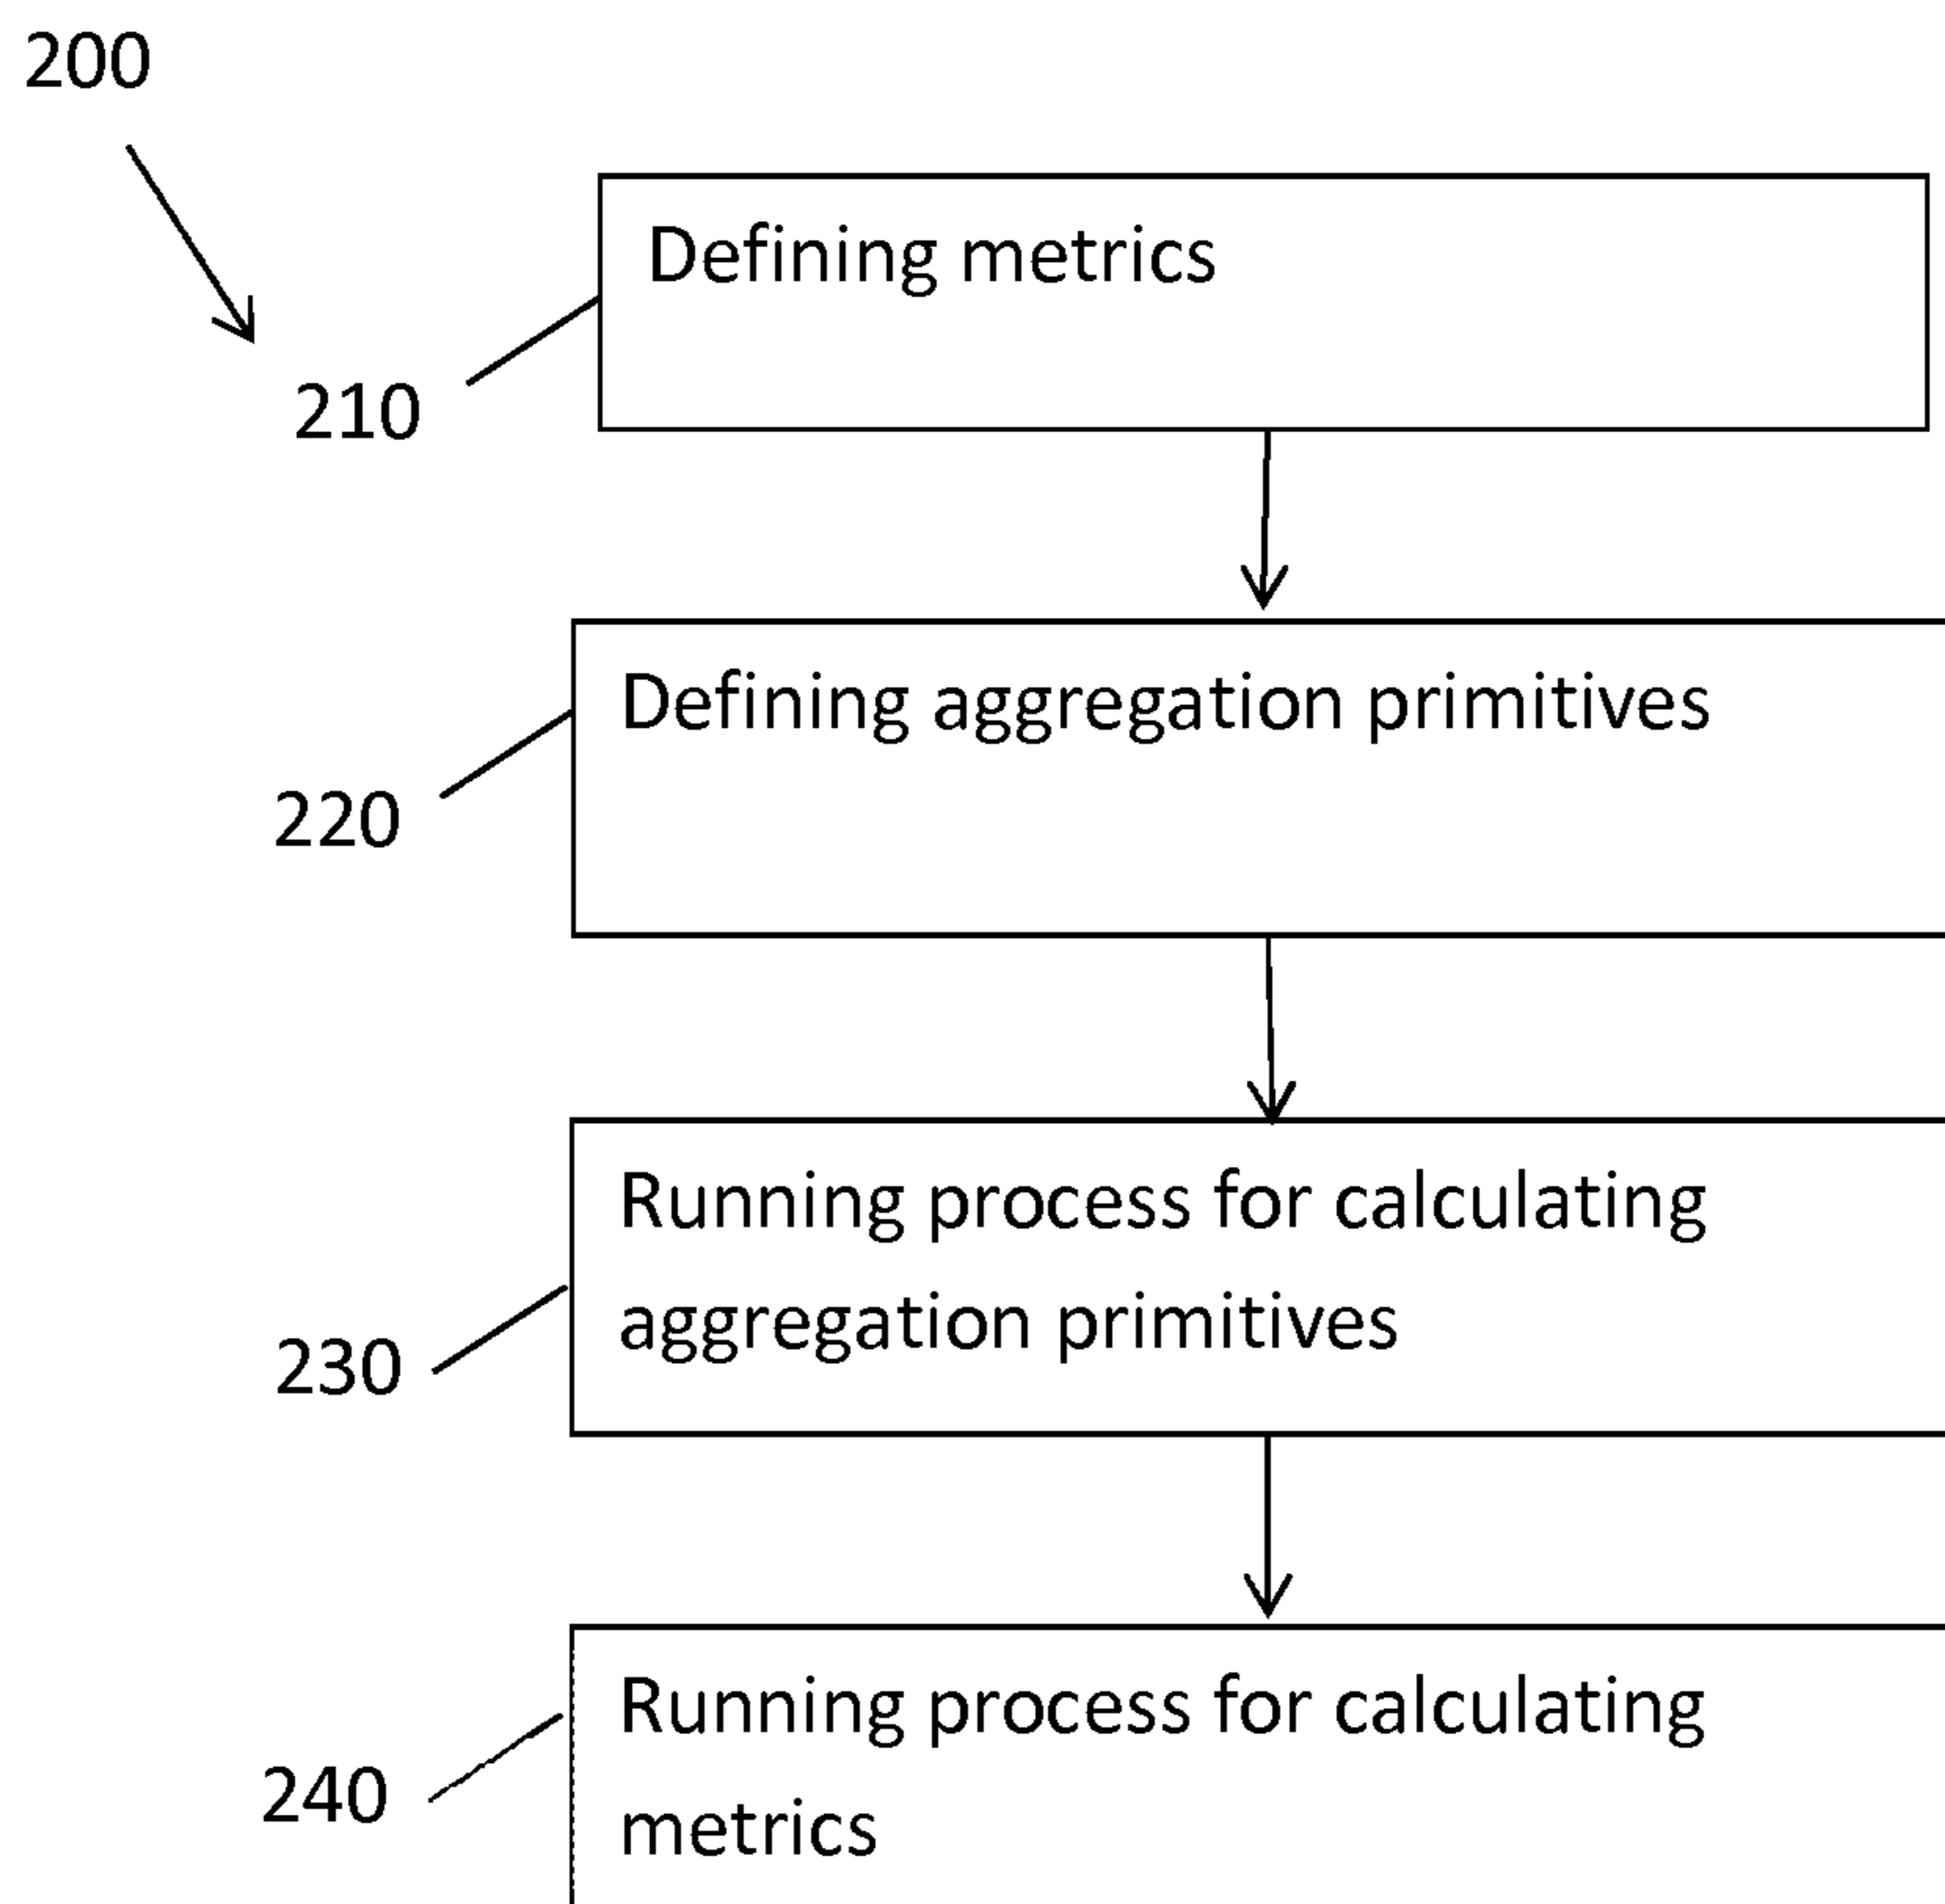 200
Defining metrics
210
Defining aggregation primitives
220
Running process for calculating
aggregation primitives
230
Running process for calculating
240
metrics